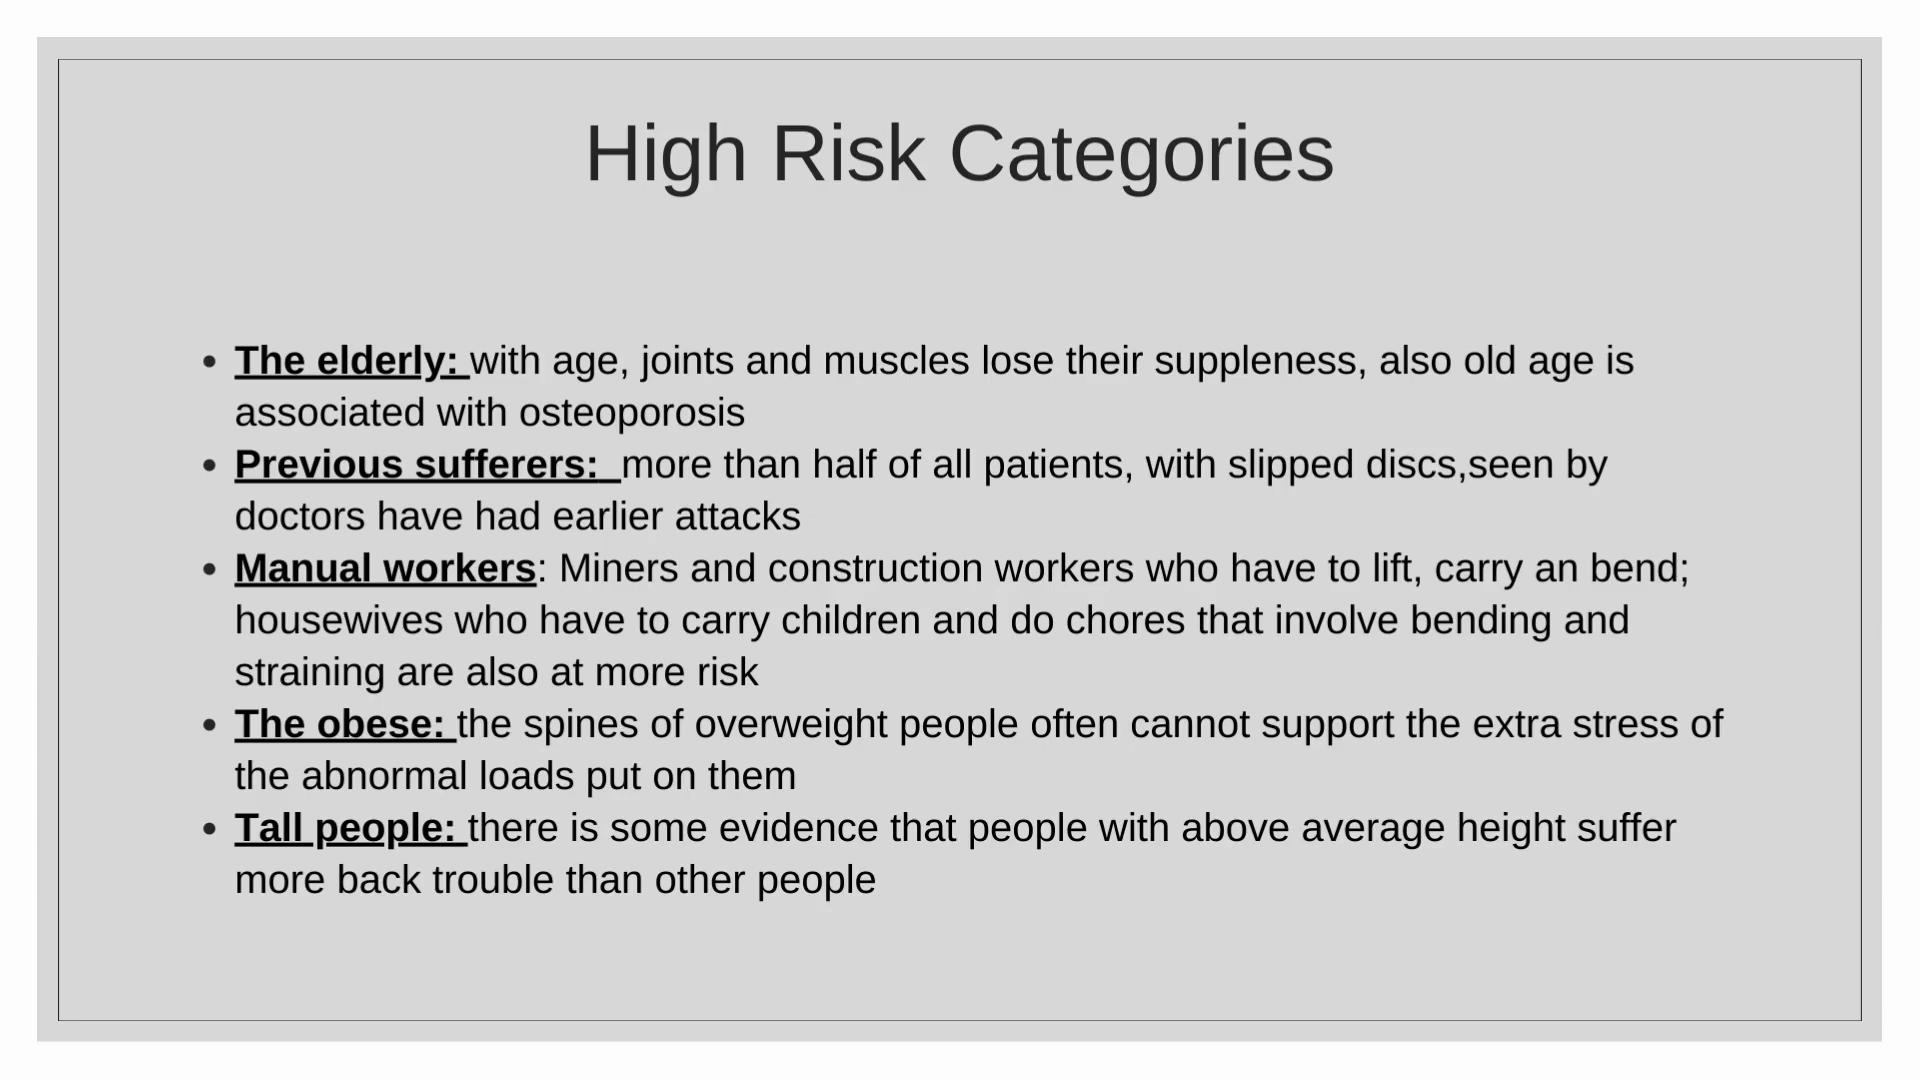 High Risk Categories
• The elderly: with age, joints and muscles lose their suppleness, also old age is
associated with osteoporosis
• Previous sufferers:  more than half of all patients, with slipped discs,seen by
doctors have had earlier attacks
• Manual workers: Miners and construction workers who have to lift, carry an bend;
housewives who have to carry children and do chores that involve bending and
straining are also at more risk
• The obese: the spines of overweight people often cannot support the extra stress of
the abnormal loads put on them
• Tall people: there is some evidence that people with above average height suffer
more back trouble than other people